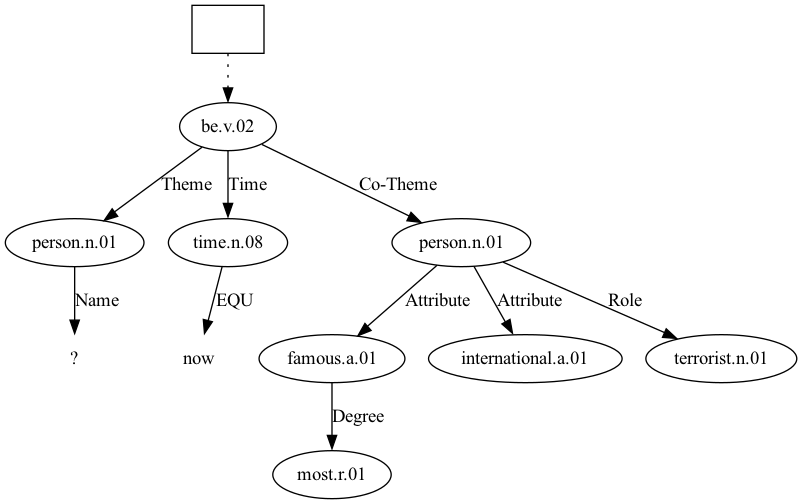 be.v.02
Theme Time Co-Theme
person.n.01 time.n.08 person.n.01
Name EQU Attribute Attribute Role
? now famous.a.01 international.a.01 terrorist.n.01
Degree
most.r.01